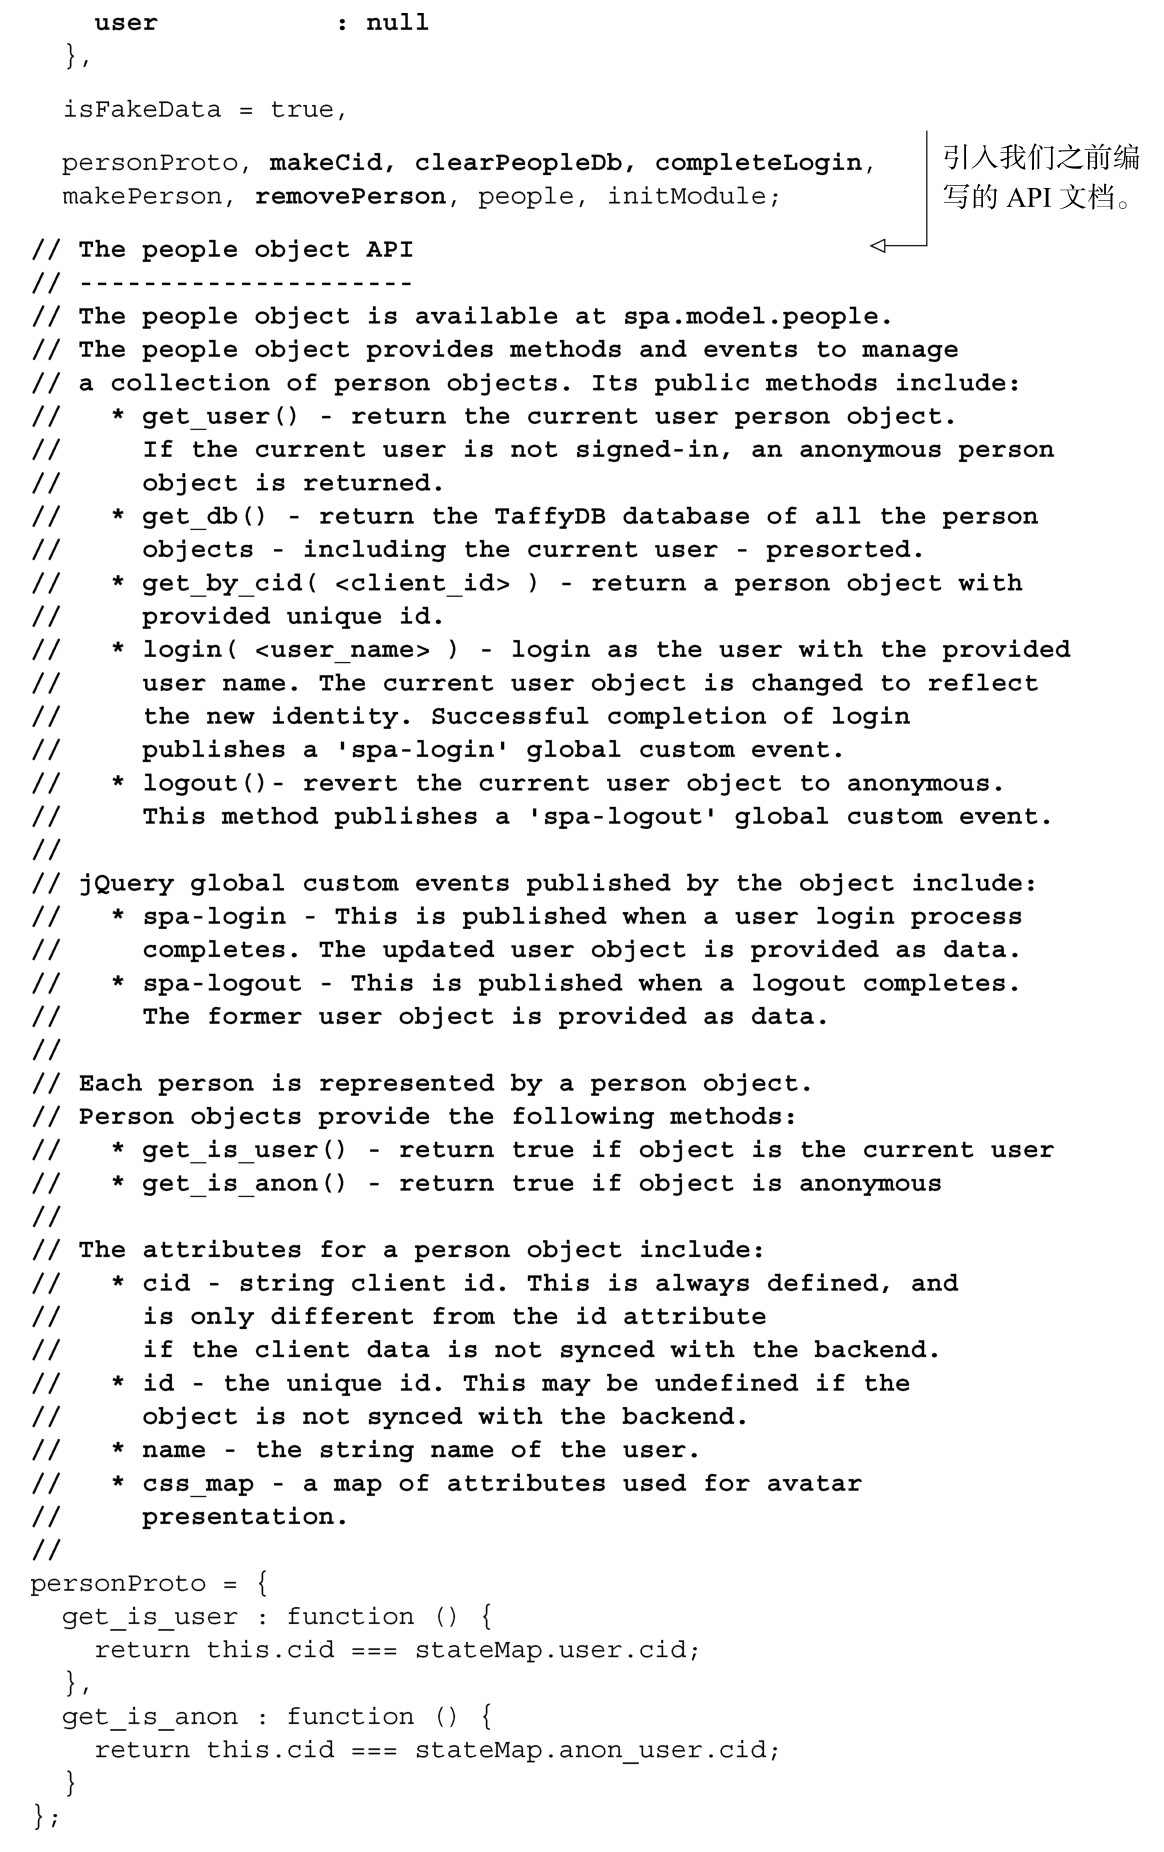 user           : null
  },
  isFakeData = true,
  personProto, makeCid, clearPeopleDb, completeLogin,
  makePerson, removePerson, people, initModule;
引入我们之前编
写的 API 文档。
// The people object API
// ---------------------
// The people object is available at spa.model.people.
// The people object provides methods and events to manage
// a collection of person objects. Its public methods include:
//   * get_user() - return the current user person object.
//     If the current user is not signed-in, an anonymous person
//     object is returned.
//   * get_db() - return the TaffyDB database of all the person
//     objects - including the current user - presorted.
//   * get_by_cid( <client_id> ) - return a person object with
//     provided unique id.
//   * login( <user_name> ) - login as the user with the provided
//     user name. The current user object is changed to reflect
//     the new identity. Successful completion of login
//     publishes a 'spa-login' global custom event.
//   * logout()- revert the current user object to anonymous.
//     This method publishes a 'spa-logout' global custom event.
//
// jQuery global custom events published by the object include:
//   * spa-login - This is published when a user login process
//     completes. The updated user object is provided as data.
//   * spa-logout - This is published when a logout completes.
//     The former user object is provided as data.
//
// Each person is represented by a person object.
// Person objects provide the following methods:
//   * get_is_user() - return true if object is the current user
//   * get_is_anon() - return true if object is anonymous
//
// The attributes for a person object include:
//   * cid - string client id. This is always defined, and
//     is only different from the id attribute
//     if the client data is not synced with the backend.
//   * id - the unique id. This may be undefined if the
//     object is not synced with the backend.
//   * name - the string name of the user.
//   * css_map - a map of attributes used for avatar
//     presentation.
//
personProto = {
  get_is_user : function () {
    return this.cid === stateMap.user.cid;
  },
  get_is_anon : function () {
    return this.cid === stateMap.anon_user.cid;
  }
};